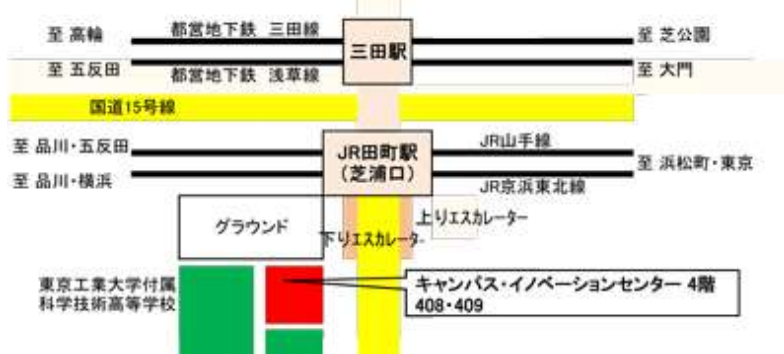 至 高輪
都営地下鉄 三田線
三田駅
至 芝公園
至 五反田
都営地下鉄 浅草線
至 大門
国道15号線
至 品川・五反田
JR田町駅
(芝浦口)
JR山手線
至 浜松町・東京
至 品川・横浜
JR京浜東北線
グラウンド
下りエスカレーター
上りエスカレーター
東京工業大学付属
科学技術高等学校
キャンパス・イノベーションセンター 4階
408・409